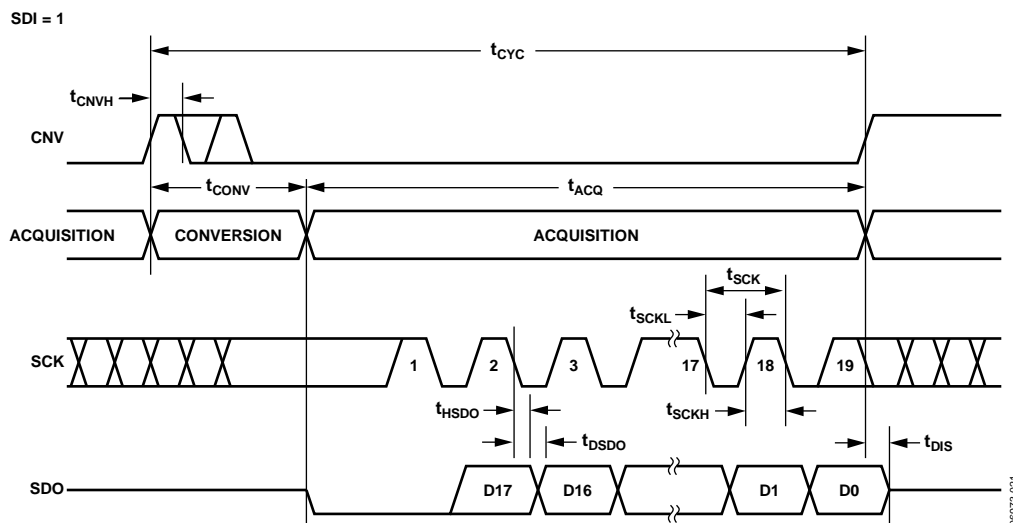 SDI = 1
tCYC
tCNVH
CNV
tCONV
tACQ
ACQUISITION
CONVERSION
ACQUISITION
tSCK
tSCKL
SCK
1
2
3
17
18
19
tHSDO
tSCKH
tDSDO
tDIS
SDO
D17
D16
D1
D0